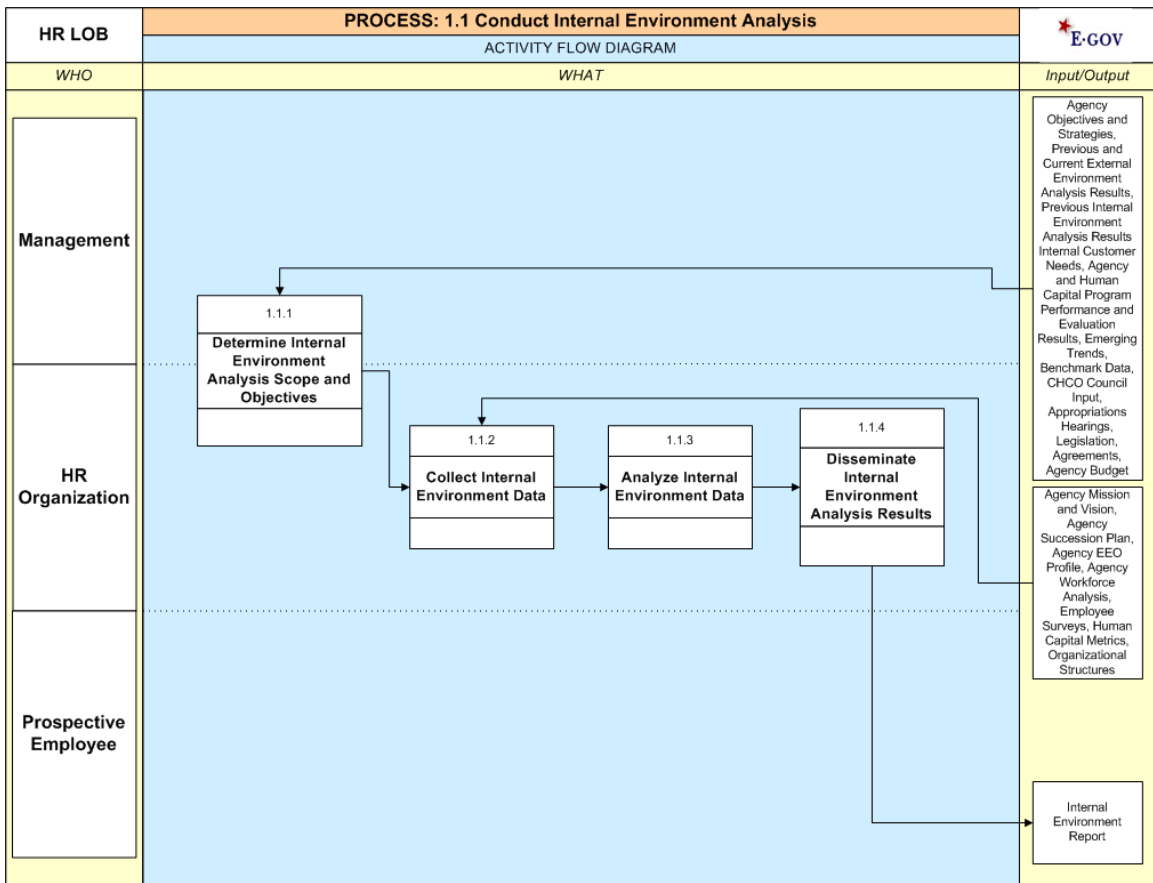 HR LOB
PROCESS: 1.1 Conduct Internal Environment Analysis
ACTIVITY FLOW DIAGRAM
E-GOV
WHO
WHAT
Input/Output
Management
HR
Organization
Prospective
Employee
1.1.1
Determine Internal
Environment
Analysis Scope and
Objectives
1.1.2
Collect Internal
Environment Data
1.1.3
Analyze Internal
Environment Data
1.1.4
Disseminate
Internal
Environment
Analysis Results
Agency
Objectives and
Strategies,
Previous and
Current External
Environment
Analysis Results,
Previous Internal
Environment
Analysis Results
Internal Customer
Needs, Agency
and Human
Capital Program
Performance and
Evaluation
Results, Emerging
Trends,
Benchmark Data,
CHCO Council
Input,
Appropriations
Hearings,
Legislation,
Agreements,
Agency Budget
Agency Mission
and Vision,
Agency
Succession Plan,
Agency EEO
Profile, Agency
Workforce
Analysis,
Employee
Surveys, Human
Capital Metrics,
Organizational
Structures
Internal
Environment
Report